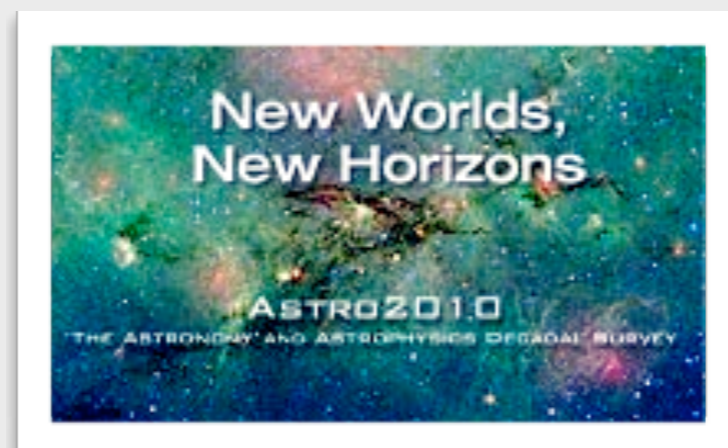 New Worlds,
New Horizons
ASTRO2010
THE ASTRONOMY AND ASTROPHYSICS DECADAL SURVEY